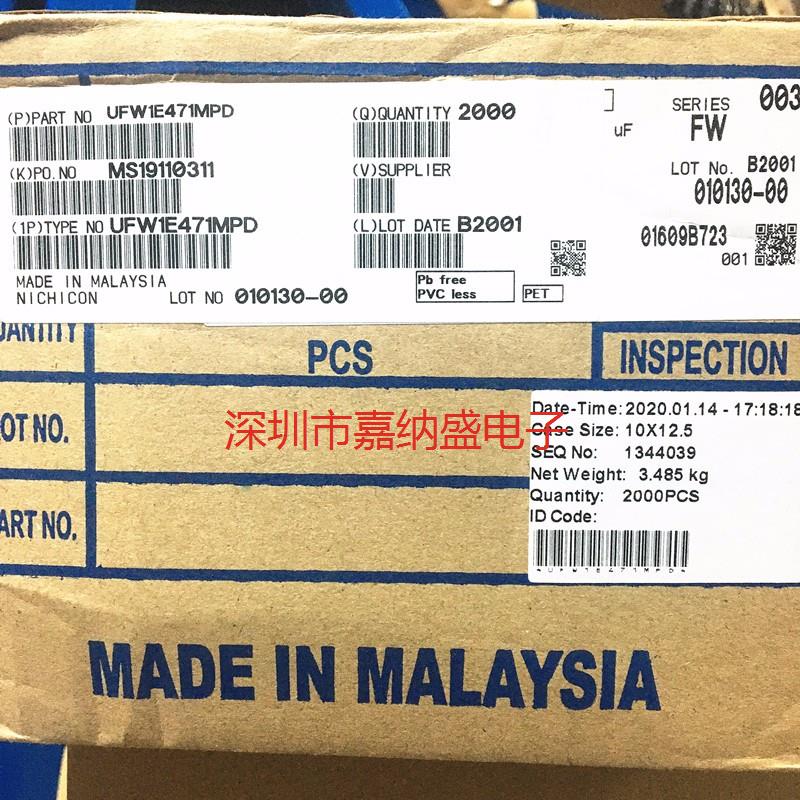 (P)PART NO UFW1E471MPD
(Q)QUANTITY 2000
] SERIES 003
uF FW
(K)PO.NO MS19110311
(V)SUPPLIER
LOT No. B2001
010130-00
(1P)TYPE NO UFW1E471MPD
(L)LOT DATE B2001
01609B723
001
MADE IN MALAYSIA
NICHICON LOT NO 010130-00
Pb free
PVC less
PET
UANTITY
PCS
INSPECTION
OT NO.
深圳市嘉纳盛电子
Date-Time: 2020.01.14 - 17:18:18
Case Size: 10X12.5
SEQ No: 1344039
Net Weight: 3.485 kg
Quantity: 2000PCS
ID Code:
*UFW1E471MPD*
ART NO.
MADE IN MALAYSIA